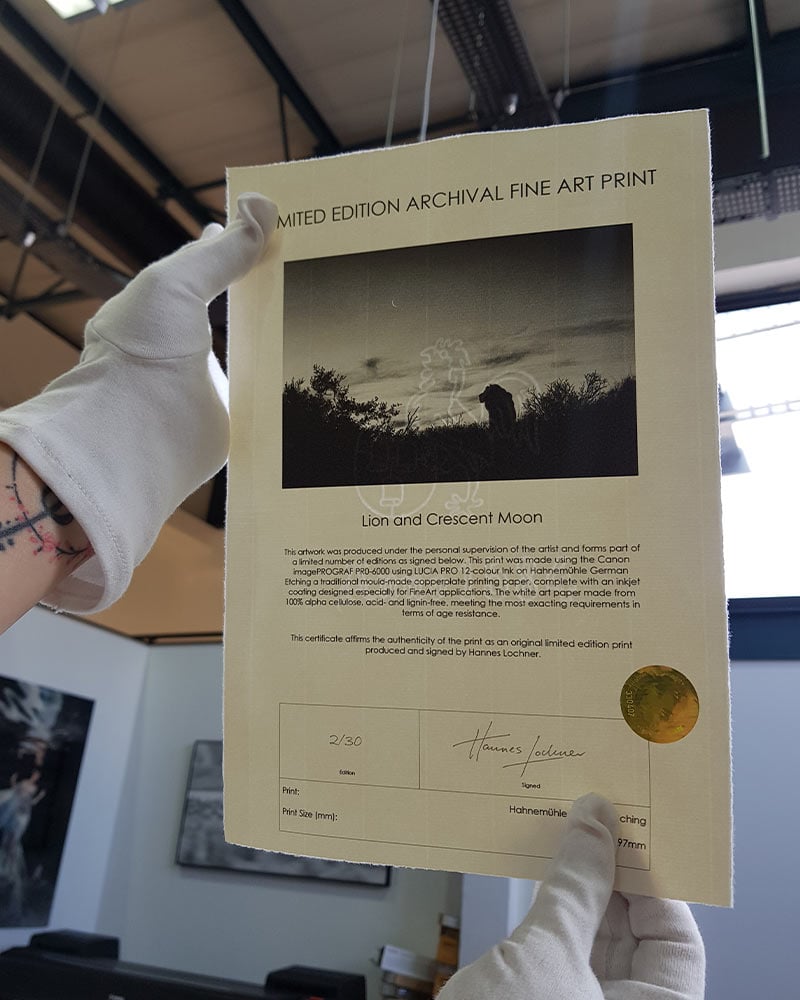 MITED EDITION ARCHIVAL FINE ART PRINT
Lion and Crescent Moon
This artwork was produced under the personal supervision of the artist and forms part of
a limited number of editions as signed below. This print was made using the Canon
imagePROGRAF PR0-6000 using LUCIA PRO 12-colour Ink on Hahnemühle German
Etching a traditional mould-made copperplate printing paper, complete with an inkjet
coating designed especially for FineArt applications. The white art paper made from
100% alpha cellulose, acid- and lignin-free, meeting the most exacting requirements in
terms of age resistance.
This certificate affirms the authenticity of the print as an original limited edition print
produced and signed by Hannes Lochner.
2/30
Hannes Lochner
Edition
Signed
Print:
Hahnemühle ching
Print Size (mm):
97mm